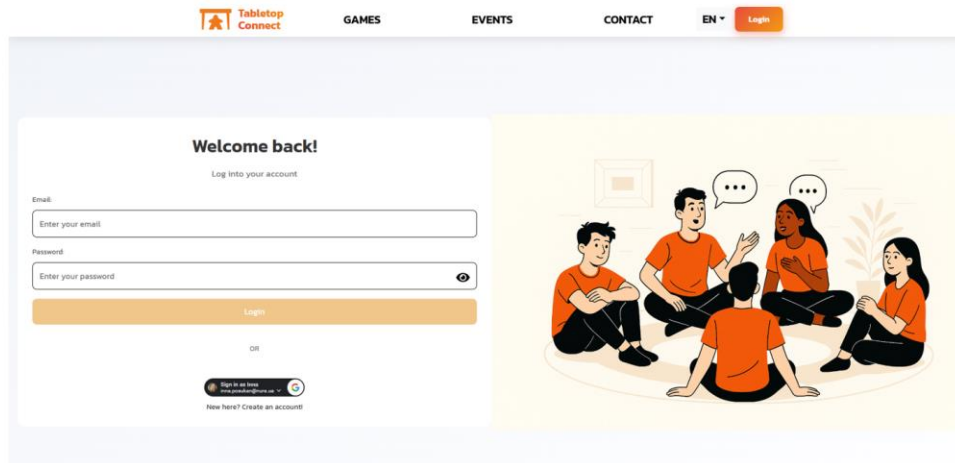 Tabletop
Connect
GAMES
EVENTS
CONTACT
EN
Login
Welcome back!
Log into your account
Email:
Enter your email
Password:
Enter your password
Login
OR
Sign in as Inna
New here? Create an account!